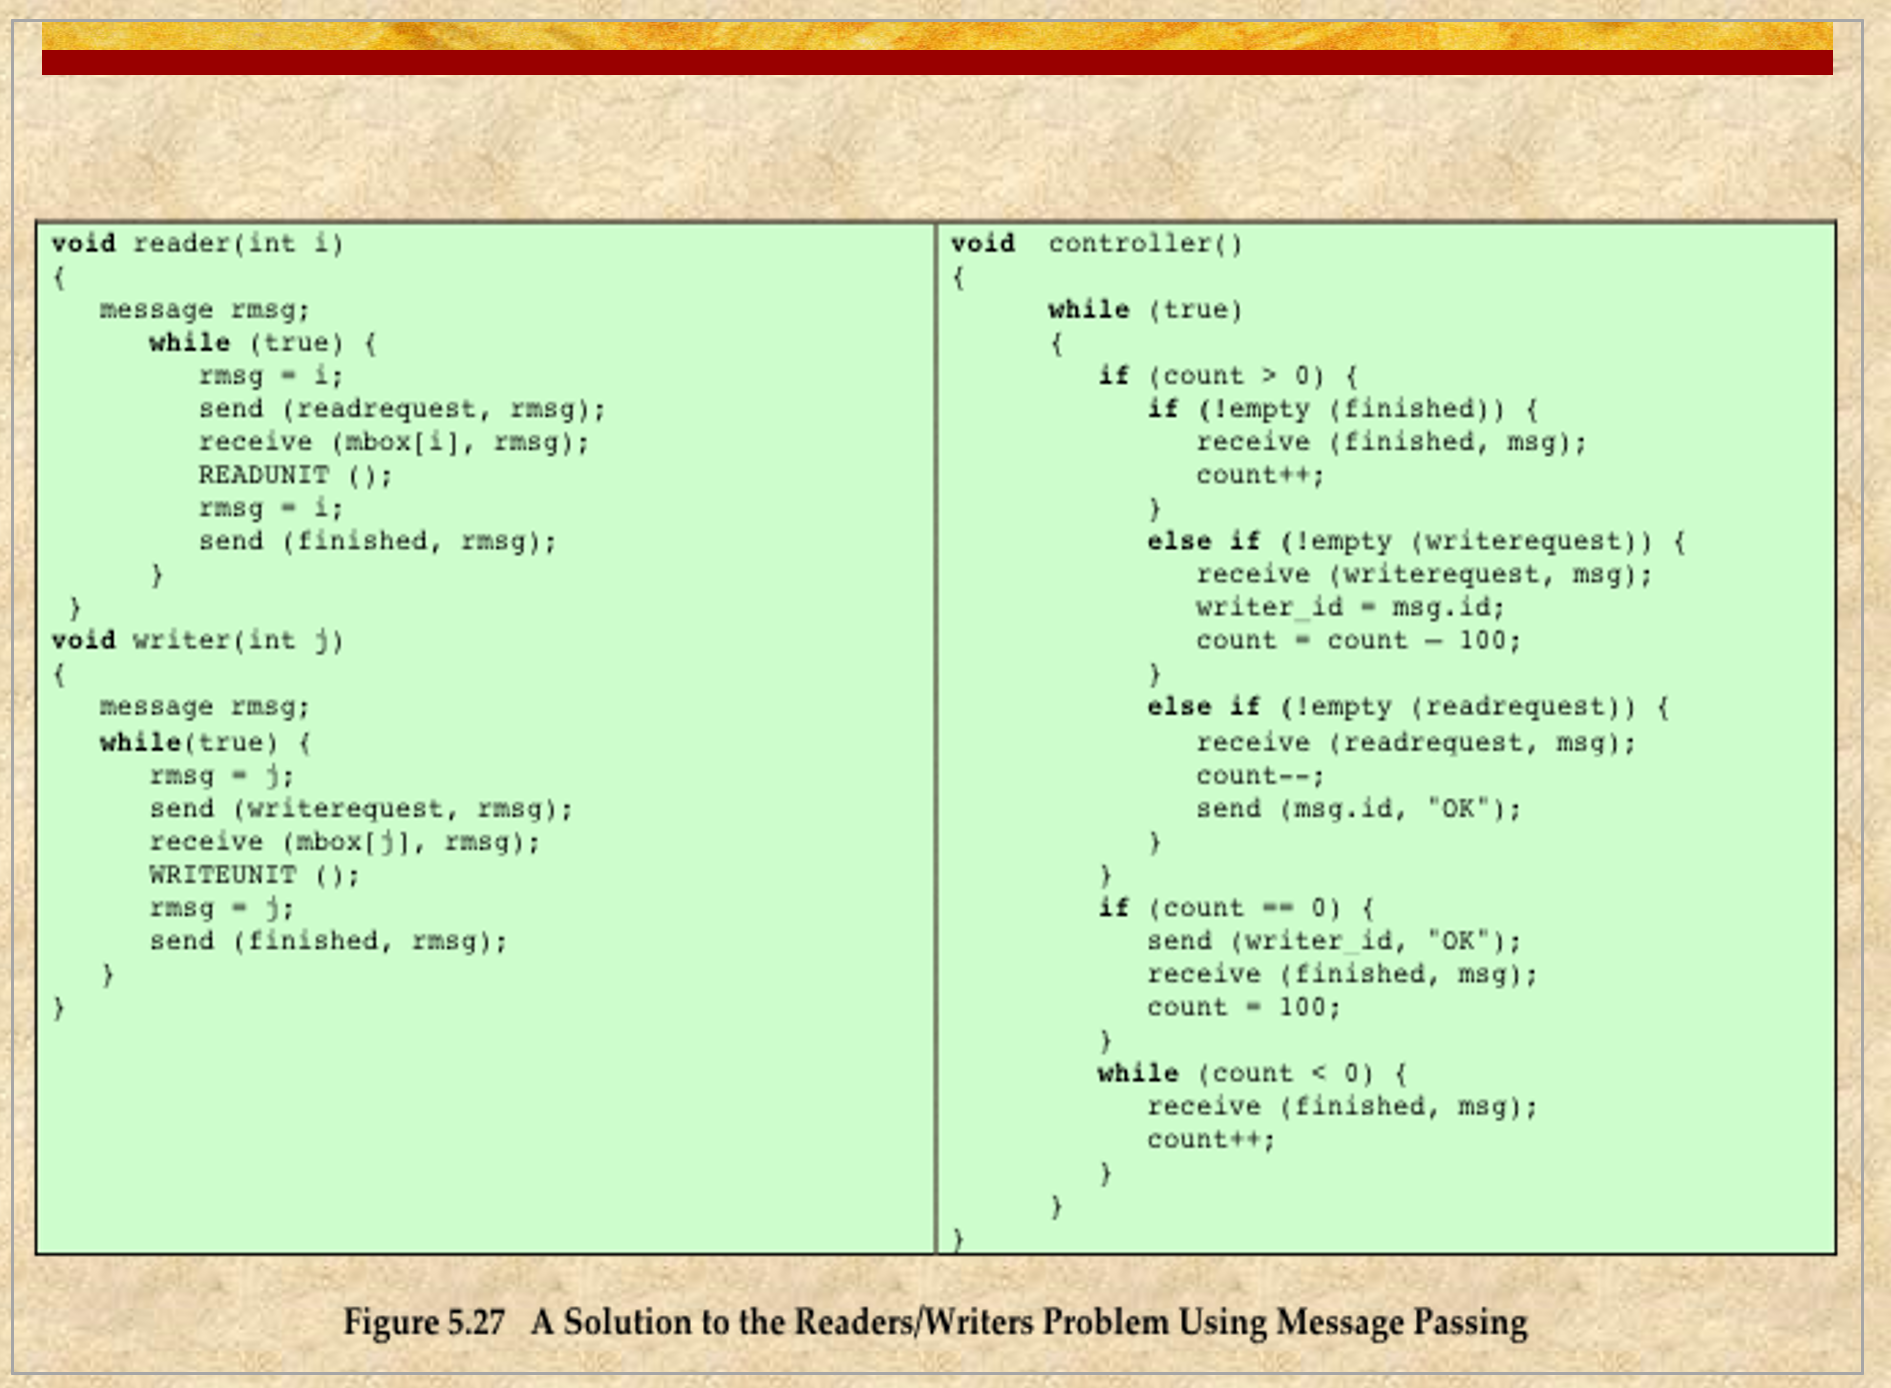 void reader(int i)
{
message rmsg;
while (true) {
rmsg = i;
send (readrequest, rmsg);
receive (mbox[i], rmsg);
READUNIT ();
rmsg = i;
send (finished, rmsg);
}
}
void writer(int j)
{
message rmsg;
while(true) {
rmsg = j;
send (writerequest, rmsg);
receive (mbox[j], rmsg);
WRITEUNIT ();
rmsg = j;
send (finished, rmsg);
}
}
void controller()
{
while (true)
{
if (count > 0) {
if (!empty (finished)) {
receive (finished, msg);
count++;
}
else if (!empty (writerequest)) {
receive (writerequest, msg);
writer_id = msg.id;
count = count – 100;
}
else if (!empty (readrequest)) {
receive (readrequest, msg);
count--;
send (msg.id, "OK");
}
}
if (count == 0) {
send (writer_id, "OK");
receive (finished, msg);
count = 100;
}
while (count < 0) {
receive (finished, msg);
count++;
}
}
}
Figure 5.27 A Solution to the Readers/Writers Problem Using Message Passing